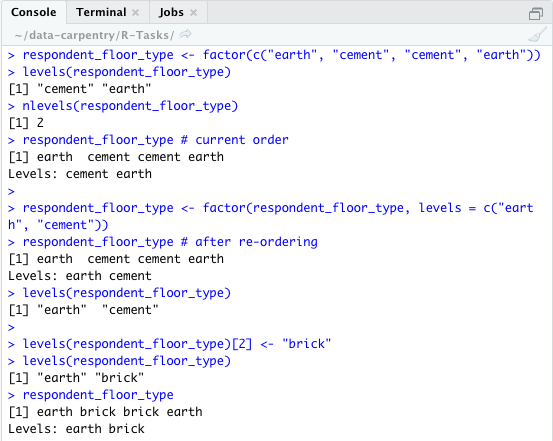 Console Terminal × Jobs ×
~/data-carpentry/R-Tasks/
> respondent_floor_type <- factor(c("earth", "cement", "cement", "earth"))
> levels(respondent_floor_type)
[1] "cement" "earth"
> nlevels(respondent_floor_type)
[1] 2
> respondent_floor_type # current order
[1] earth  cement cement earth
Levels: cement earth
>
> respondent_floor_type <- factor(respondent_floor_type, levels = c("eart
h", "cement"))
> respondent_floor_type # after re-ordering
[1] earth  cement cement earth
Levels: earth cement
> levels(respondent_floor_type)
[1] "earth"  "cement"
>
> levels(respondent_floor_type)[2] <- "brick"
> levels(respondent_floor_type)
[1] "earth" "brick"
> respondent_floor_type
[1] earth brick brick earth
Levels: earth brick